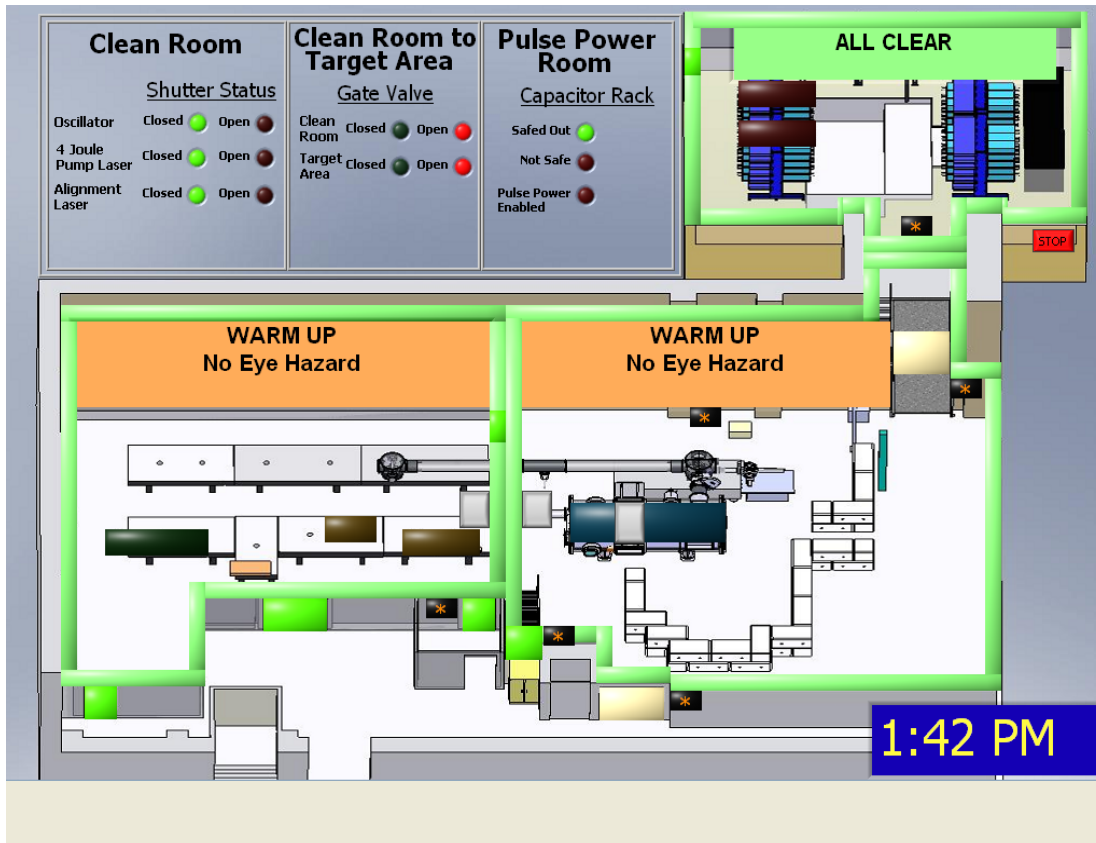 Clean Room
Shutter Status
Oscillator Closed Open
4 Joule
Pump Laser Closed Open
Alignment
Laser Closed Open
Clean Room to
Target Area
Gate Valve
Clean
Room Closed Open
Target
Area Closed Open
Pulse Power
Room
Capacitor Rack
Safed Out
Not Safe
Pulse Power
Enabled
ALL CLEAR
*
STOP
WARM UP
No Eye Hazard
WARM UP
No Eye Hazard
*
*
*
*
*
1:42 PM